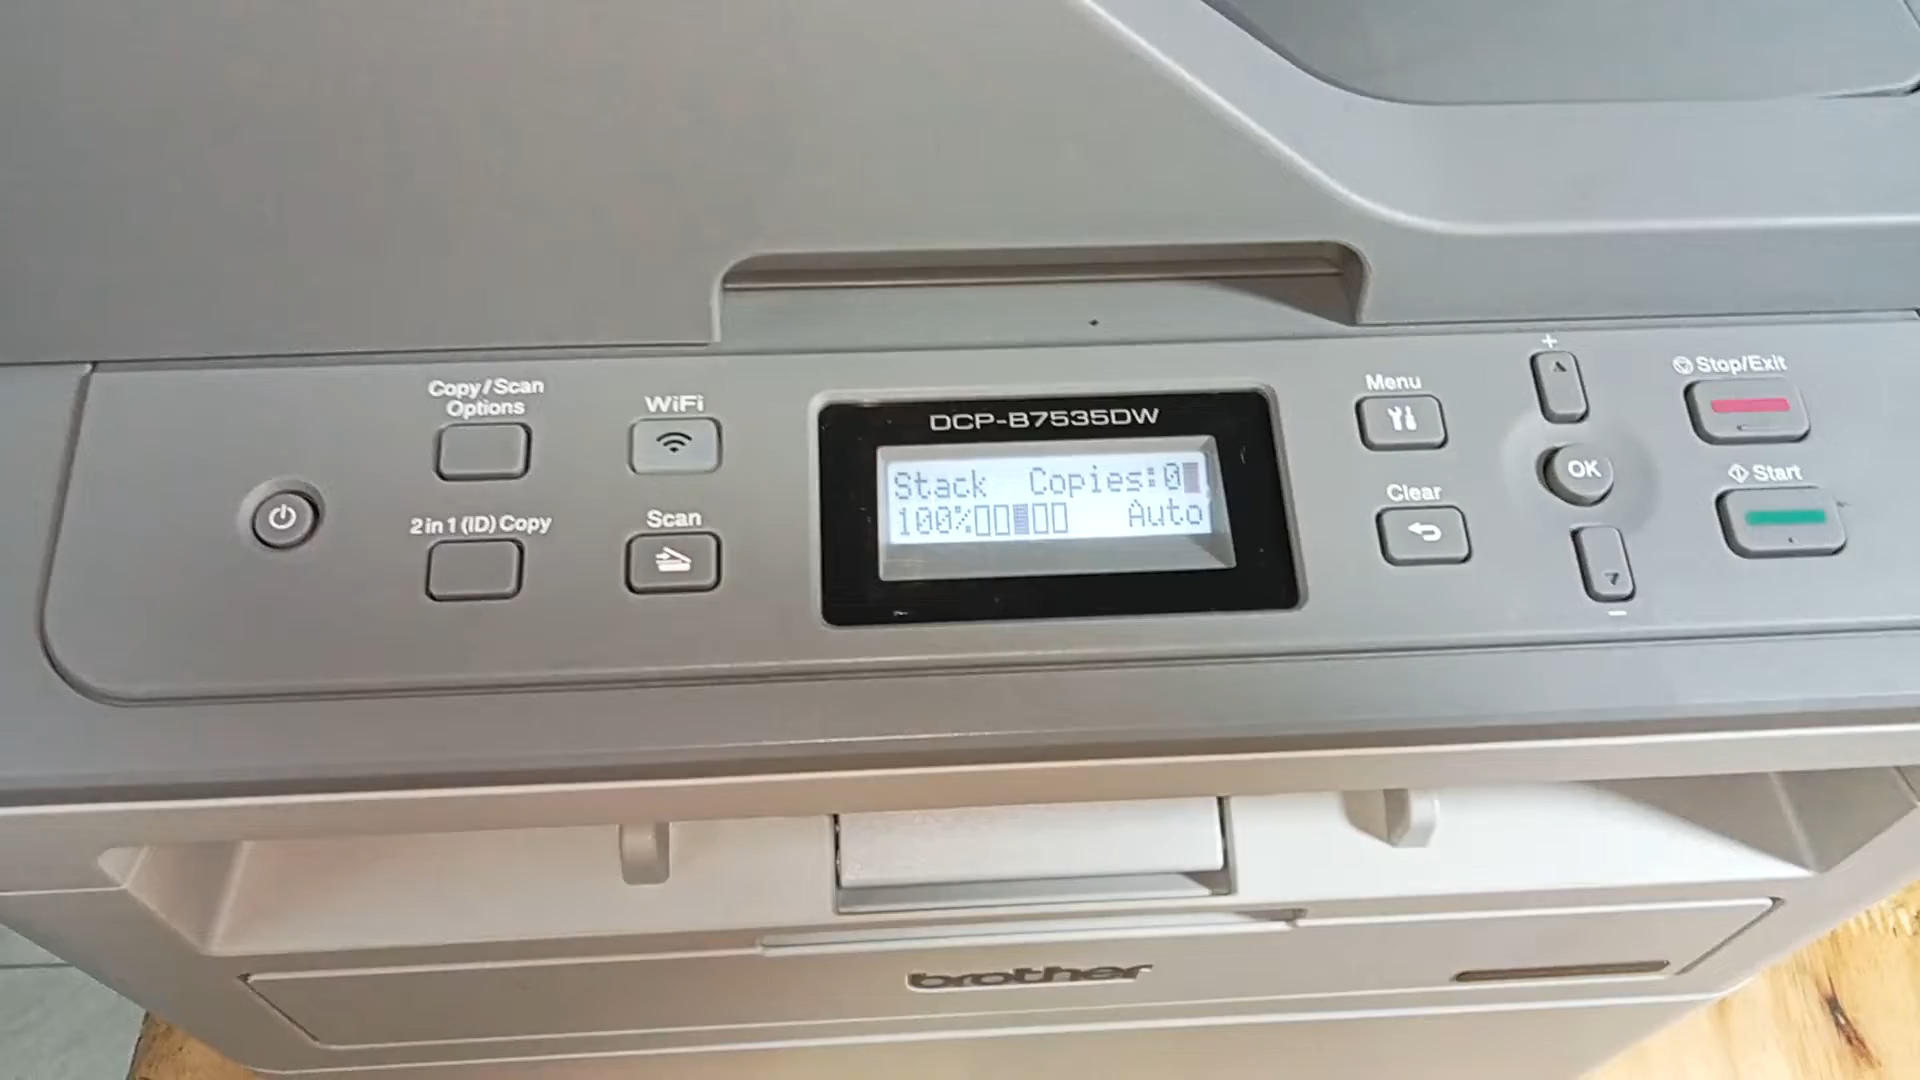 Copy/Scan
Options
WiFi
2 in 1 (ID) Copy
Scan
DCP-B7535DW
Stack Copies:0
100% Auto
Menu
Clear
+
OK
-
Stop/Exit
Start
brother